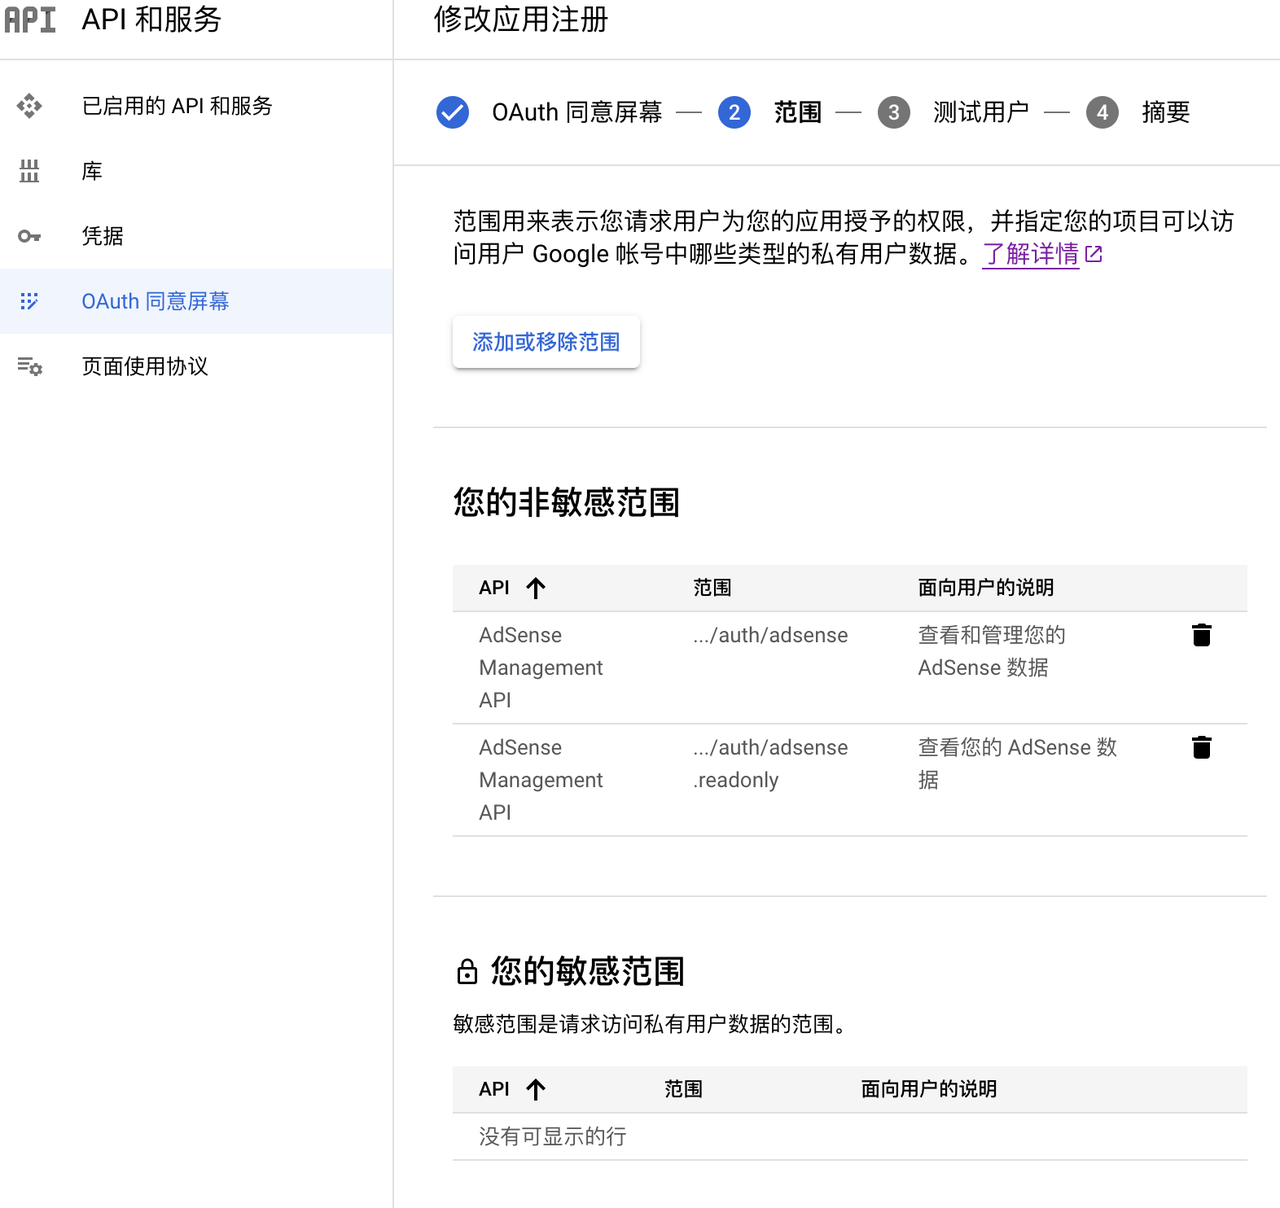 API API 和服务
已启用的 API 和服务
库
凭据
OAuth 同意屏幕
页面使用协议
修改应用注册
OAuth 同意屏幕 — 2 范围 — 3 测试用户 — 4 摘要
范围用来表示您请求用户为您的应用授予的权限，并指定您的项目可以访
问用户 Google 帐号中哪些类型的私有用户数据。了解详情
添加或移除范围
您的非敏感范围
API 范围 面向用户的说明
AdSense .../auth/adsense 查看和管理您的
Management AdSense 数据
API
AdSense .../auth/adsense 查看您的 AdSense 数
Management .readonly 据
API
您的敏感范围
敏感范围是请求访问私有用户数据的范围。
API 范围 面向用户的说明
没有可显示的行